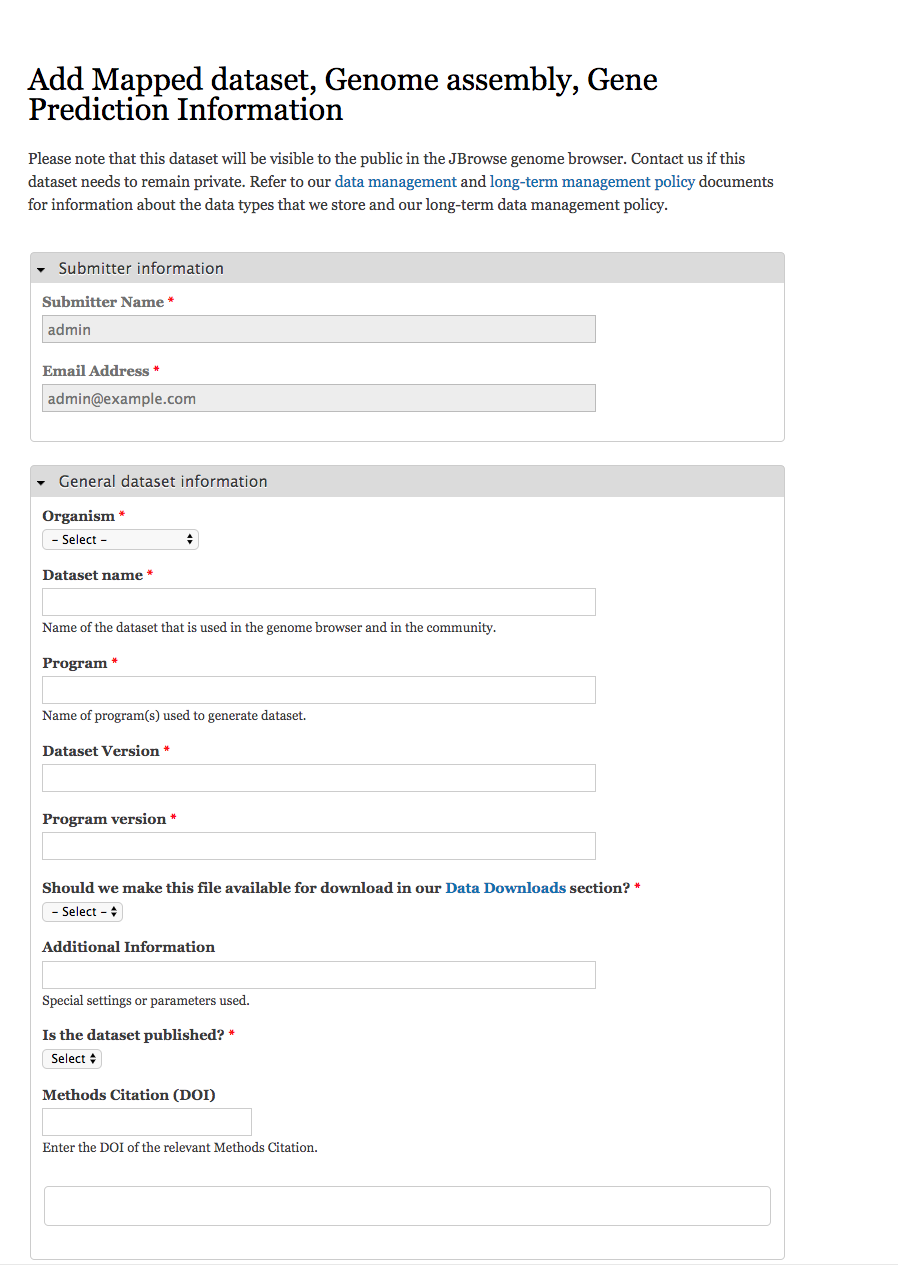 Add Mapped dataset, Genome assembly, Gene
Prediction Information
Please note that this dataset will be visible to the public in the JBrowse genome browser. Contact us if this
dataset needs to remain private. Refer to our data management and long-term management policy documents
for information about the data types that we store and our long-term data management policy.
Submitter information
Submitter Name *
admin
Email Address *
admin@example.com
General dataset information
Organism *
– Select –
Dataset name *
Name of the dataset that is used in the genome browser and in the community.
Program *
Name of program(s) used to generate dataset.
Dataset Version *
Program version *
Should we make this file available for download in our Data Downloads section? *
– Select –
Additional Information
Special settings or parameters used.
Is the dataset published? *
Select
Methods Citation (DOI)
Enter the DOI of the relevant Methods Citation.